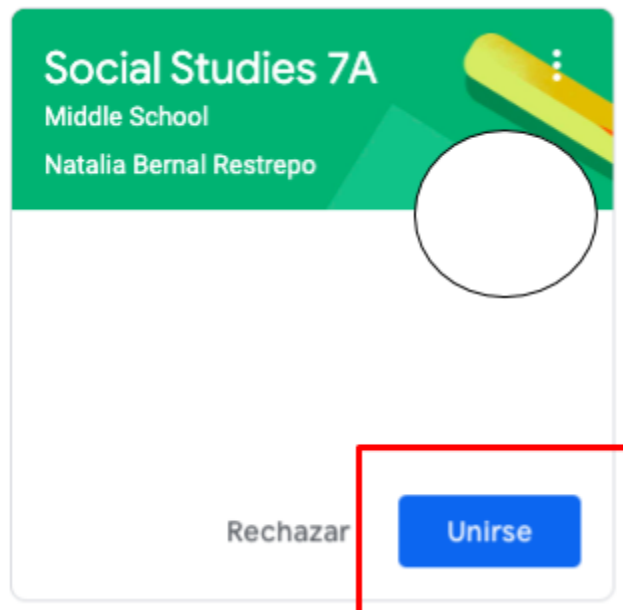 Social Studies 7A
Middle School
Natalia Bernal Restrepo
Rechazar Unirse